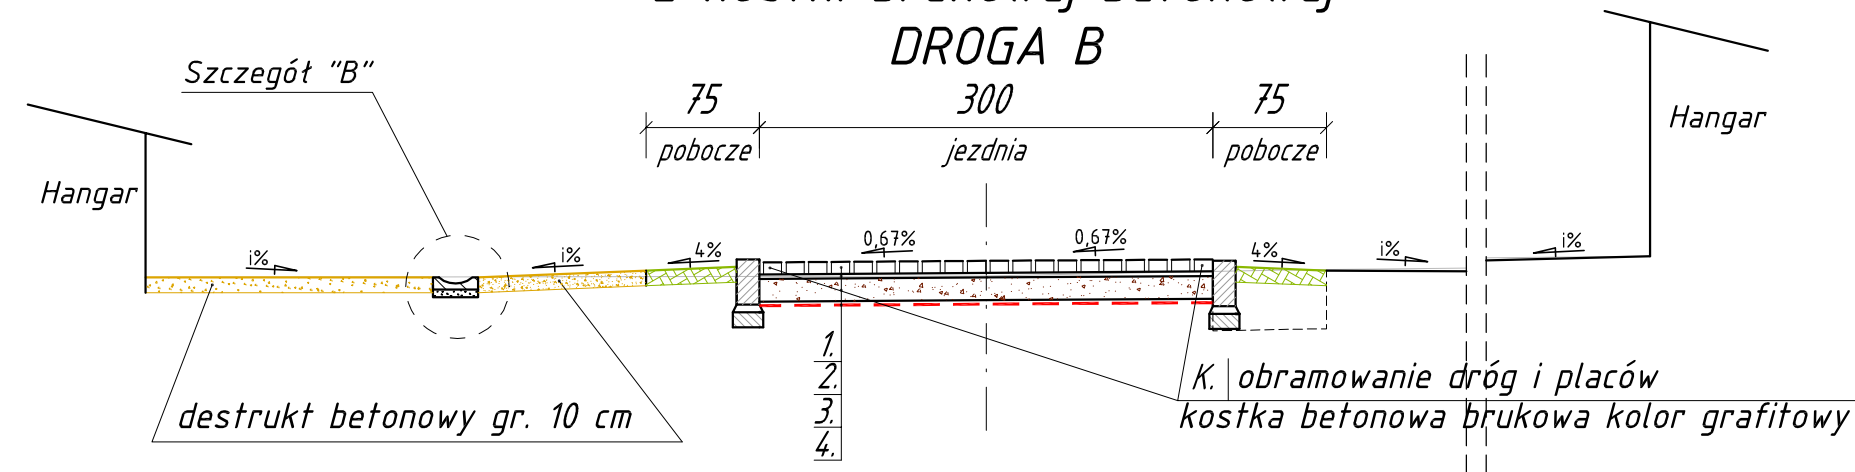 DROGA B
Szczegół "B"
75 300 75
pobocze jezdnia pobocze
Hangar
Hangar
i% i% 4% 0,67% 0,67% 4% i% i%
1.
2.
3.
4.
K. obramowanie dróg i placów
kostka betonowa brukowa kolor grafitowy
destrukt betonowy gr. 10 cm